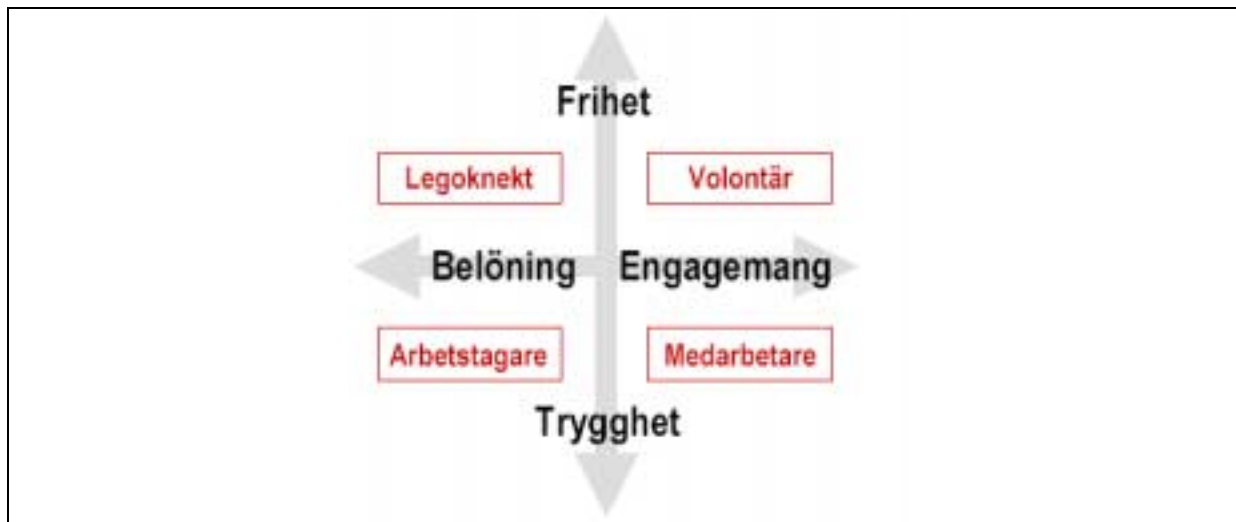 Frihet
Legoknekt
Volontär
Belöning
Engagemang
Arbetstagare
Medarbetare
Trygghet